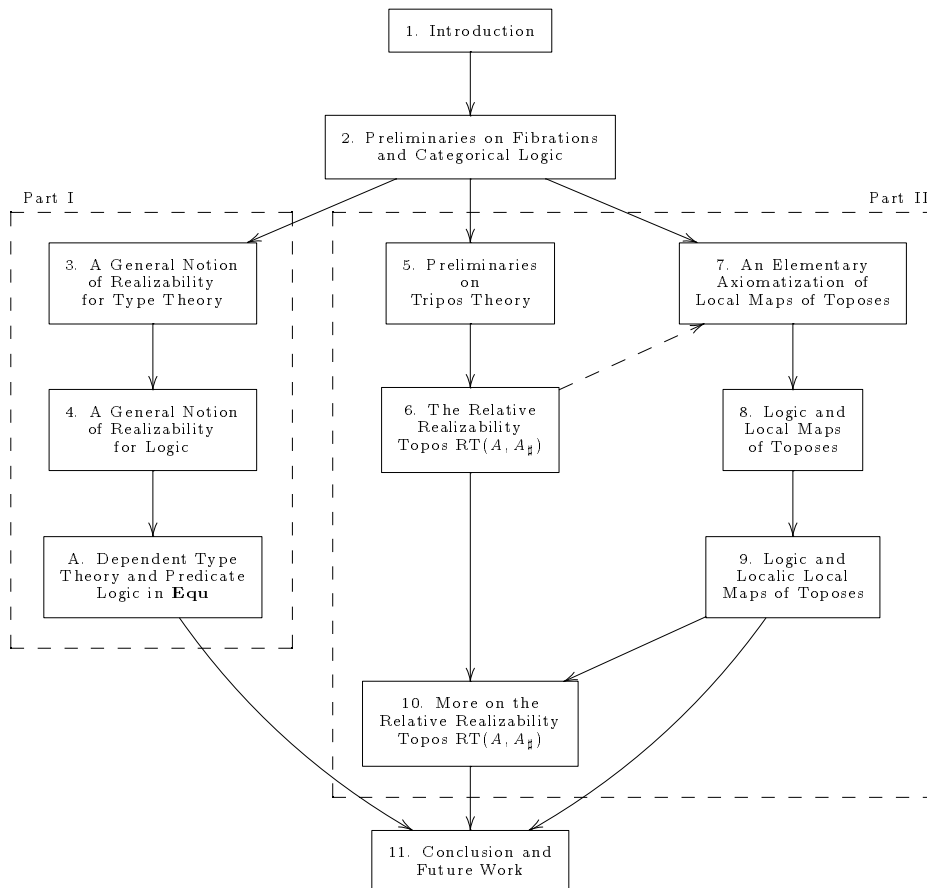 1. Introduction
2. Preliminaries on Fibrations
and Categorical Logic
Part I
Part II
3. A General Notion
of Realizability
for Type Theory
5. Preliminaries
on
Tripos Theory
7. An Elementary
Axiomatization of
Local Maps of Toposes
4. A General Notion
of Realizability
for Logic
6. The Relative
Realizability
Topos RT(A, A♯)
8. Logic and
Local Maps
of Toposes
A. Dependent Type
Theory and Predicate
Logic in Equ
9. Logic and
Localic Local
Maps of Toposes
10. More on the
Relative Realizability
Topos RT(A, A♯)
11. Conclusion and
Future Work